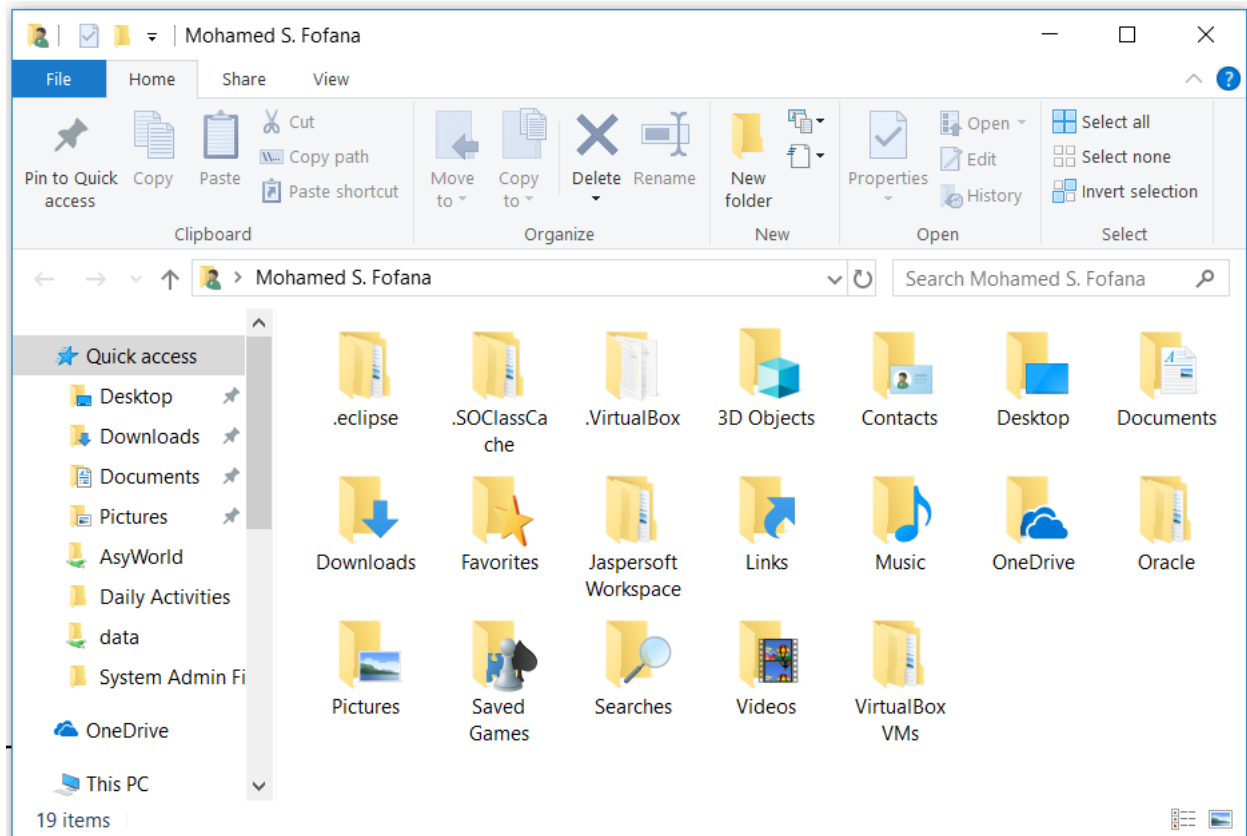 Mohamed S. Fofana
File Home Share View
Pin to Quick access
Copy
Paste
Cut
Copy path
Paste shortcut
Clipboard
Move to
Copy to
Delete
Rename
Organize
New folder
New
Properties
Open
Edit
History
Open
Select all
Select none
Invert selection
Select
Mohamed S. Fofana
Search Mohamed S. Fofana
Quick access
Desktop
Downloads
Documents
Pictures
AsyWorld
Daily Activities
data
System Admin Fi
OneDrive
This PC
.eclipse
.SOClassCa
che
.VirtualBox
3D Objects
Contacts
Desktop
Documents
Downloads
Favorites
Jaspersoft
Workspace
Links
Music
OneDrive
Oracle
Pictures
Saved
Games
Searches
Videos
VirtualBox
VMs
19 items